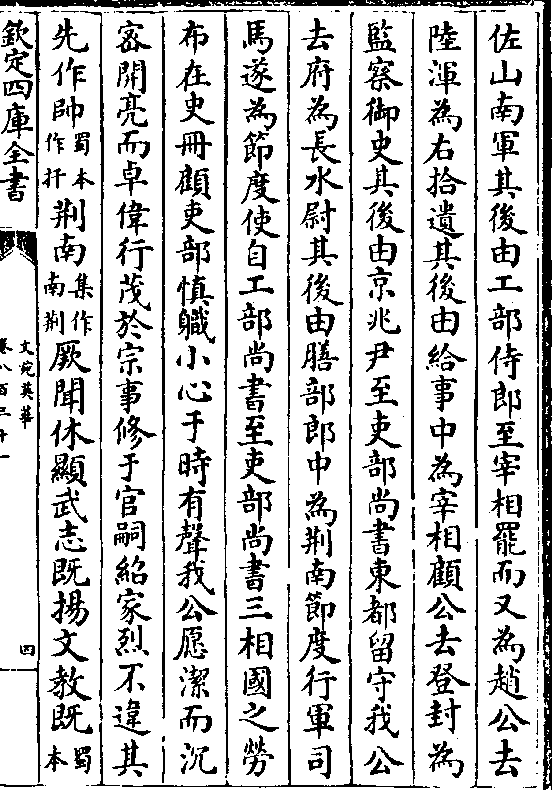 佐山南軍其後由工部侍郎至宰相罷而又為趙公去
陸渾為右拾遺其後由給事中為宰相顧公去登封為
監察御史其後由京兆尹至吏部尚書東都留守我公
去府為長水尉其後由膳部郎中為荆南節度行軍司
馬遂為節度使自工部尚書至吏部尚書三相國之勞
布在史冊顧吏部慎職小心于時有聲我公愿潔而沉
宻開亮而卓偉行茂於宗事修于官嗣紹家烈不違其
先作帥蜀本作扞荆南集作南荆厥聞休顯武志既揚文教既蜀本
欽定四庫全書
文苑英華
卷八百三十一
四